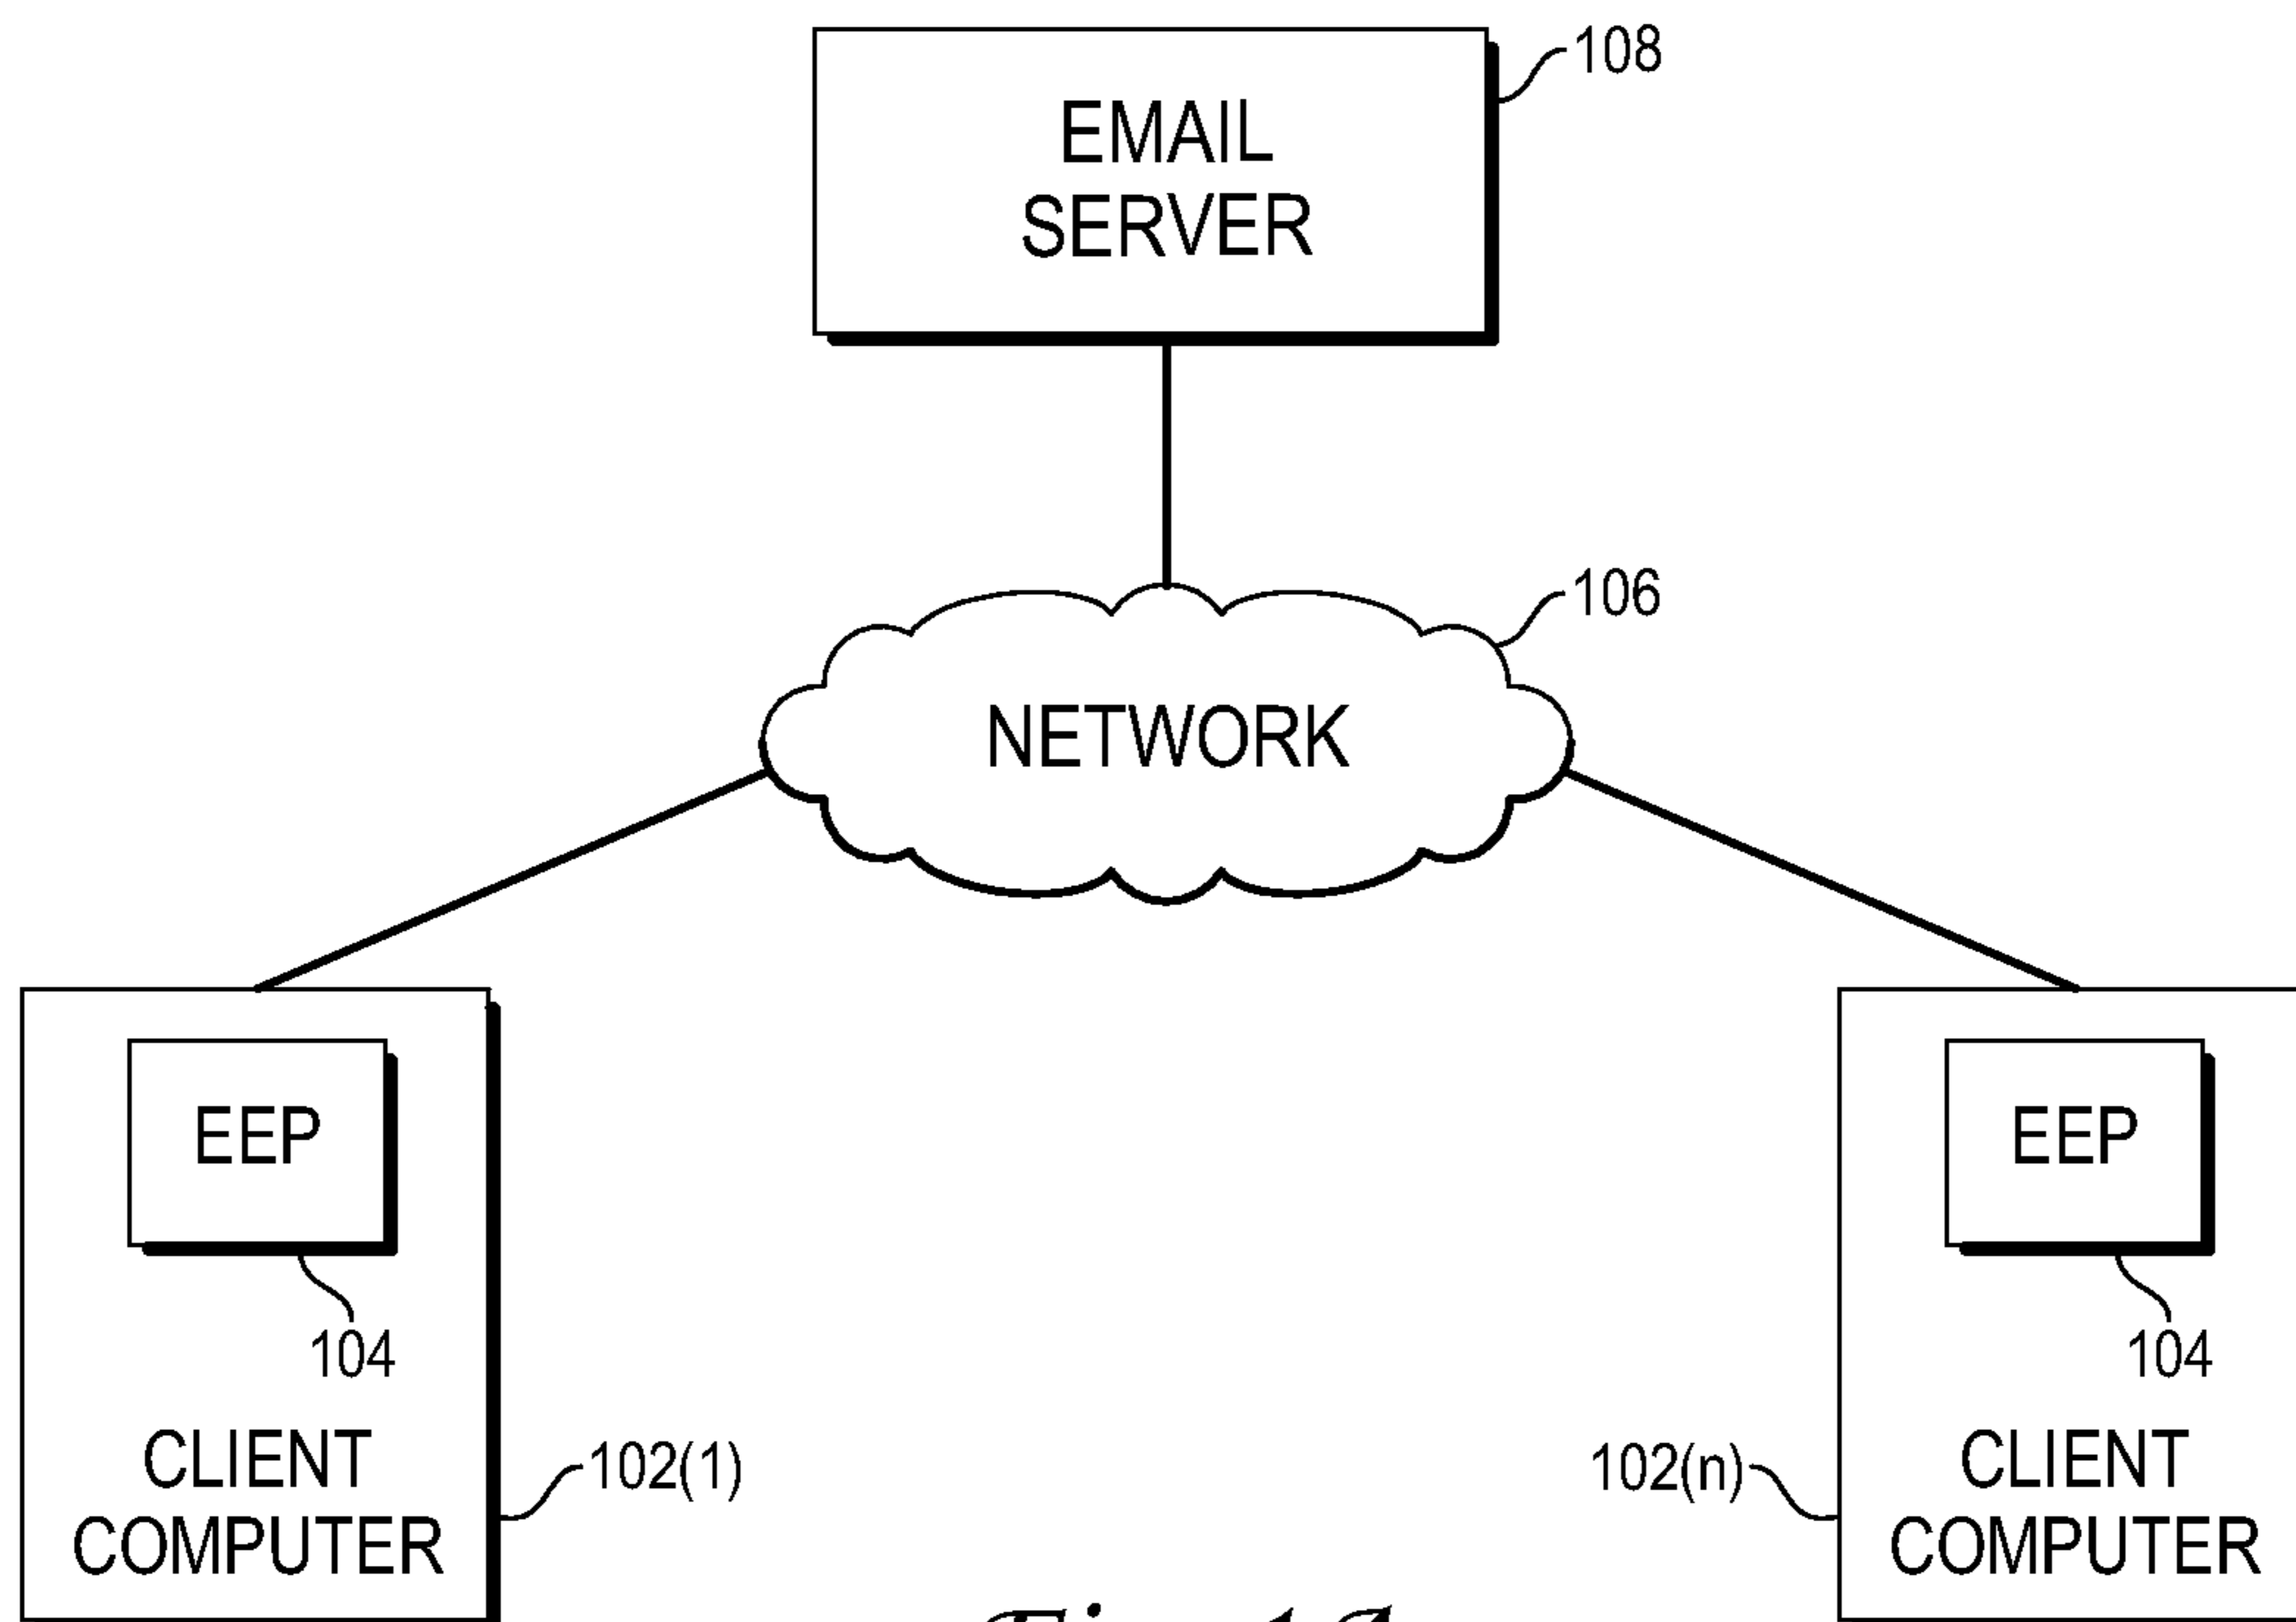 EMAIL
SERVER
108
106
NETWORK
EEP
EEP
104
104
CLIENT
COMPUTER
102(1)
102(n)
CLIENT
COMPUTER